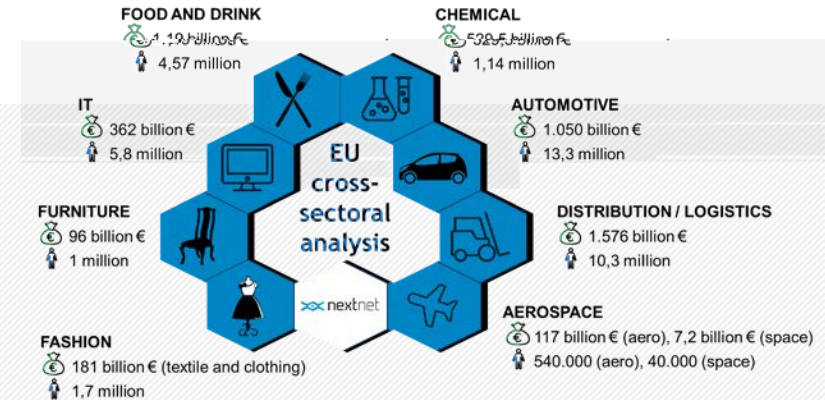 FOOD AND DRINK
4,57 million
CHEMICAL
1,14 million
IT
362 billion €
5,8 million
AUTOMOTIVE
1.050 billion €
13,3 million
EU
cross-
sectoral
analysis
FURNITURE
96 billion €
1 million
DISTRIBUTION / LOGISTICS
1.576 billion €
10,3 million
nextnet
AEROSPACE
117 billion € (aero), 7,2 billion € (space)
540.000 (aero), 40.000 (space)
FASHION
181 billion € (textile and clothing)
1,7 million